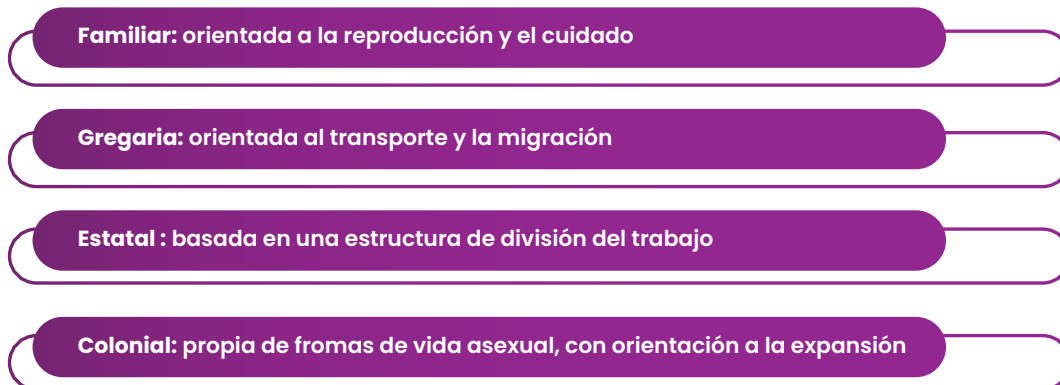 Familiar: orientada a la reproducción y el cuidado
Gregaria: orientada al transporte y la migración
Estatal : basada en una estructura de división del trabajo
Colonial: propia de fromas de vida asexual, con orientación a la expansión